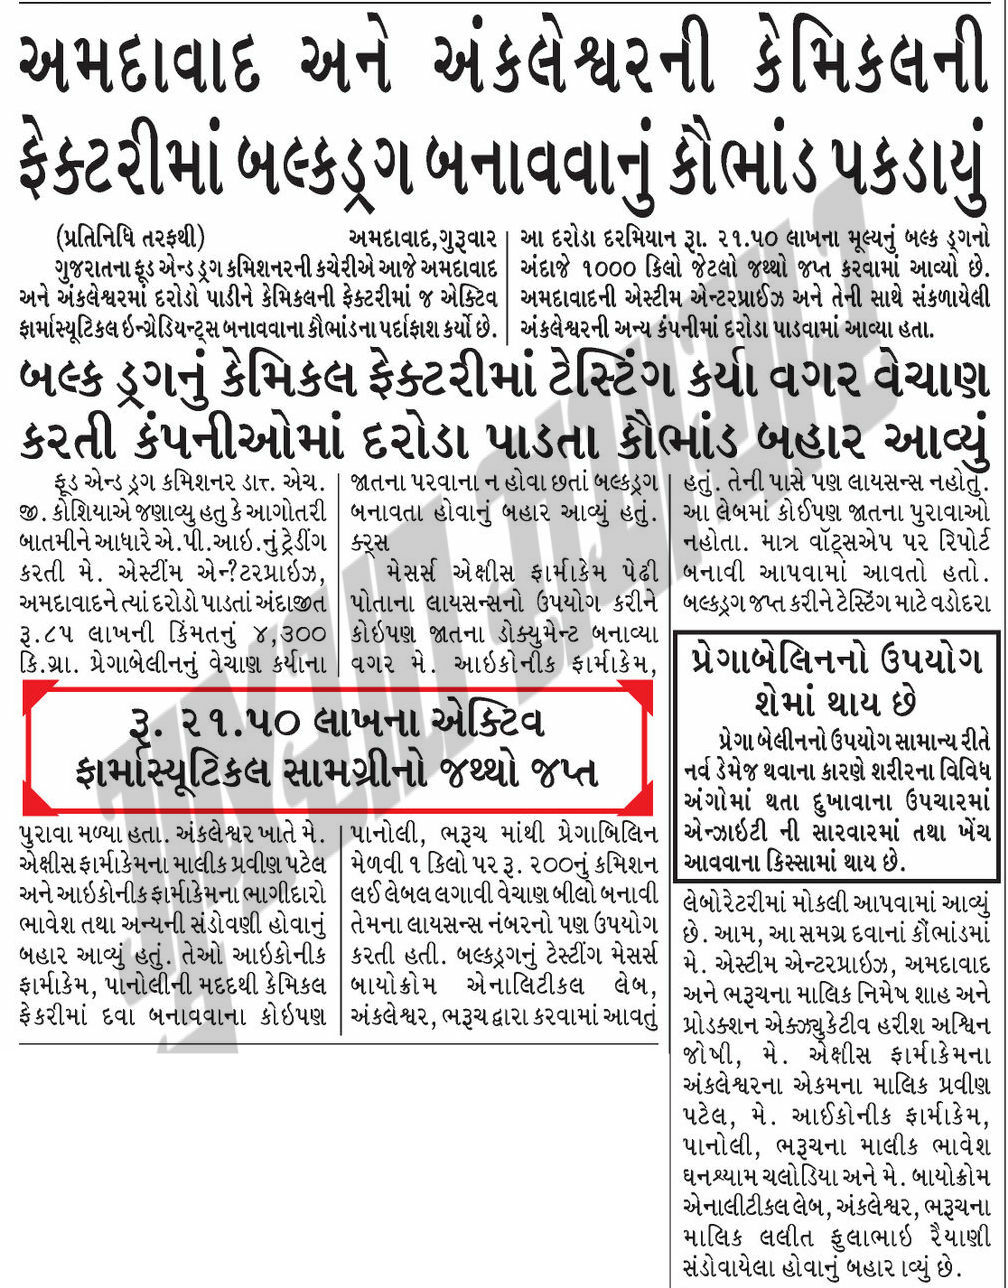 અમદાવાદ અને અંકલેશ્વરની કેમિકલની
ફેક્ટરીમાં બલ્કડ્રગ બનાવવાનું કૌભાંડ પકડાયું
(પ્રતિનિધિ તરફથી) અમદાવાદ,ગુરૂવાર
ગુજરાતના ફૂડ એન્ડ ડ્રગ કમિશનરની કચેરીએ આજે અમદાવાદ
અને અંકલેશ્વરમાં દરોડો પાડીને કેમિકલની ફેક્ટરીમાં જ એક્ટિવ
ફાર્માસ્યૂટિકલ ઇન્ગ્રેડિયન્ટ્સ બનાવવાના કૌભાંડના પર્દાફાશ કર્યો છે.
આ દરોડા દરમિયાન રૂા. ૨૧.૫૦ લાખના મૂલ્યનું બલ્ક ડ્રગનો
અંદાજે ૧૦૦૦ કિલો જેટલો જથ્થો જપ્ત કરવામાં આવ્યો છે.
અમદાવાદની એસ્ટીમ એન્ટરપ્રાઈઝ અને તેની સાથે સંકળાયેલી
અંકલેશ્વરની અન્ય કંપનીમાં દરોડા પાડવામાં આવ્યા હતા.
બલ્ક ડ્રગનું કેમિકલ ફેક્ટરીમાં ટેસ્ટિંગ કર્યા વગર વેચાણ
કરતી કંપનીઓમાં દરોડા પાડતા કૌભાંડ બહાર આવ્યું
ફૂડ એન્ડ ડ્રગ કમિશનર ડાા. એચ.
જી. કોશિયાએ જણાવ્યુ હતુ કે આગોતરી
બાતમીને આધારે એ.પી.આઇ.નું ટ્રેડીંગ
કરતી મે. એસ્ટીંમ એન?ટરપ્રાઇઝ,
અમદાવાદને ત્યાં દરોડો પાડતાં અંદાજીત
રૂ.૮૫ લાખની કિંમતનું ૪,૩૦૦
કિ.ગ્રા. પ્રેગાબેલીનનું વેચાણ કર્યાના
રૂ. ૨૧.૫૦ લાખના એક્ટિવ
ફાર્માસ્યૂટિકલ સામગ્રીનો જથ્થો જપ્ત
પુરાવા મળ્યા હતા. અંકલેશ્વર ખાતે મે.
એક્ષીસ ફાર્માકેમના માલીક પ્રવીણ પટેલ
અને આઇકોનીક ફાર્માકેમના ભાગીદારો
ભાવેશ તથા અન્યની સંડોવણી હોવાનું
બહાર આવ્યું હતું. તેઓ આઇકોનીક
ફાર્માકેમ, પાનોલીની મદદથી કેમિકલ
ફેકરીમાં દવા બનાવવાના કોઇપણ
જાતના પરવાના ન હોવા છતાં બલ્કડ્રગ
બનાવતા હોવાનું બહાર આવ્યું હતું.
ક્ર્સ
મેસર્સ એક્ષીસ ફાર્માકેમ પેઢી
પોતાના લાયસન્સનો ઉપયોગ કરીને
કોઇપણ જાતના ડોક્યુમેન્ટ બનાવ્યા
વગર મે. આઇકોનીક ફાર્માકેમ,
પાનોલી, ભરૂચ માંથી પ્રેગાબિલિન
મેળવી ૧ કિલો પર રૂ. ૨૦૦નું કમિશન
લઈ લેબલ લગાવી વેચાણ બીલો બનાવી
તેમના લાયસન્સ નંબરનો પણ ઉપયોગ
કરતી હતી. બલ્કડ્રગનું ટેસ્ટીંગ મેસર્સ
બાયોક્રોમ એનાલિટીકલ લેબ,
અંકલેશ્વર, ભરૂચ દ્વારા કરવામાં આવતું
હતું. તેની પાસે પણ લાયસન્સ નહોતુ.
આ લેબમાં કોઈપણ જાતના પુરાવાઓ
નહોતા. માત્ર વૉટ્સએપ પર રિપોર્ટ
બનાવી આપવામાં આવતો હતો.
બલ્કડ્રગ જપ્ત કરીને ટેસ્ટિંગ માટે વડોદરા
પ્રેગાબેલિનનો ઉપયોગ
શેમાં થાય છે
પ્રેગા બેલીનનો ઉપયોગ સામાન્ય રીતે
નર્વ ડેમેજ થવાના કારણે શરીરના વિવિધ
અંગોમાં થતા દુખાવાના ઉપચારમાં
એન્ઝાઇટી ની સારવારમાં તથા ખેંચ
આવવાના કિસ્સામાં થાય છે.
લેબોરેટરીમાં મોકલી આપવામાં આવ્યું
છે. આમ, આ સમગ્ર દવાનાં કૌભાંડમાં
મે. એસ્ટીમ એન્ટરપ્રાઇઝ, અમદાવાદ
અને ભરૂચના માલિક નિમેષ શાહ અને
પ્રોડક્શન એક્ઝ્યુકેટીવ હરીશ અશ્વિન
જોષી, મે. એક્ષીસ ફાર્માકેમના
અંકલેશ્વરના એકમના માલિક પ્રવીણ
પટેલ, મે. આઈકોનીક ફાર્માકેમ,
પાનોલી, ભરૂચના માલીક ભાવેશ
ઘનશ્યામ ચલોડિયા અને મે. બાયોક્રોમ
એનાલીટીકલ લેબ, અંકલેશ્વર, ભરૂચના
માલિક લલીત ફુલાભાઇ રૈયાણી
સંડોવાયેલા હોવાનું બહાર ાવ્યું છે.